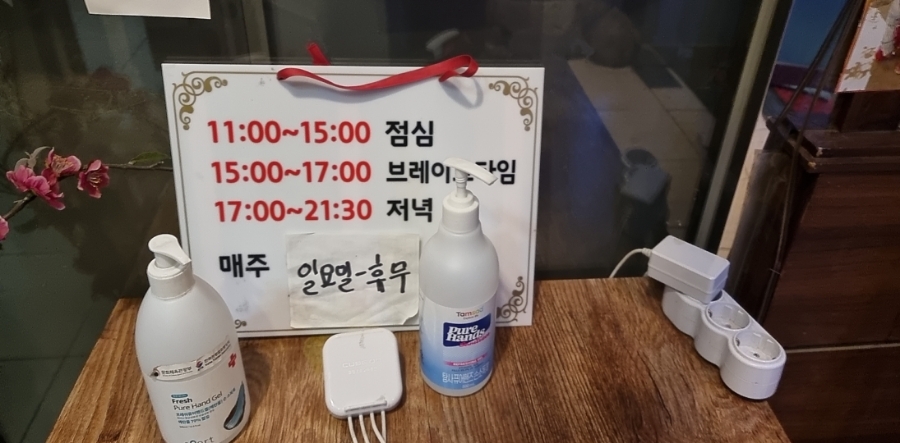 11:00~15:00 점심
15:00~17:00 브레이크타임
17:00~21:30 저녁
매주 일요일-휴무
Pure Hands
Fresh
Pure Hand Gel